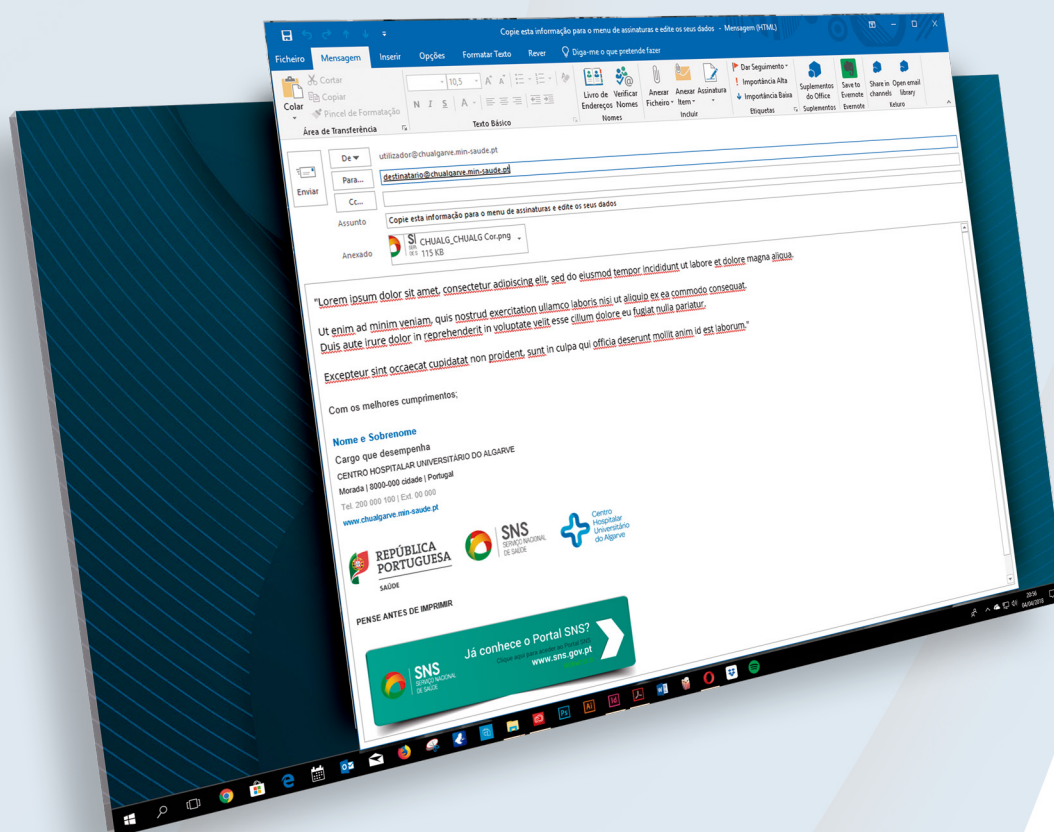 Copie esta informação para o menu de assinaturas e edite os seus dados - Mensagem (HTML)
Ficheiro Mensagem Inserir Opções Formatar Texto Rever Diga-me o que pretende fazer
Colar
Cortar
Copiar
Pincel de Formatação
Área de Transferência
10,5
N I S
Texto Básico
Livro de Endereços
Verificar Nomes
Nomes
Anexar Ficheiro
Anexar Item
Assinatura
Incluir
Dar Seguimento
Importância Alta
Importância Baixa
Etiquetas
Suplementos do Office
Suplementos
Save to Evernote
Evernote
Share in channels
Open email library
Enviar
De utilizador@chualgarve.min-saude.pt
Para... destinatario@chualgarve.min-saude.pt
Cc...
Assunto Copie esta informação para o menu de assinaturas e edite os seus dados
Anexado CHUALG_CHUALG Cor.png
115 KB
"Lorem ipsum dolor sit amet, consectetur adipiscing elit, sed do eiusmod tempor incididunt ut labore et dolore magna aliqua.
Ut enim ad minim veniam, quis nostrud exercitation ullamco laboris nisi ut aliquip ex ea commodo consequat.
Duis aute irure dolor in reprehenderit in voluptate velit esse cillum dolore eu fugiat nulla pariatur.
Excepteur sint occaecat cupidatat non proident, sunt in culpa qui officia deserunt mollit anim id est laborum."
Com os melhores cumprimentos;
Nome e Sobrenome
Cargo que desempenha
CENTRO HOSPITALAR UNIVERSITÁRIO DO ALGARVE
Morada | 8000-000 cidade | Portugal
Tel. 200 000 100 | Ext. 00 000
www.chualgarve.min-saude.pt
REPÚBLICA
PORTUGUESA
SAÚDE
SNS
SERVIÇO NACIONAL
DE SAÚDE
Centro
Hospitalar
Universitário
do Algarve
PENSE ANTES DE IMPRIMIR
SNS
SERVIÇO NACIONAL
DE SAÚDE
Já conhece o Portal SNS?
Clique aqui para aceder ao Portal SNS
www.sns.gov.pt
20:56
04/04/2018